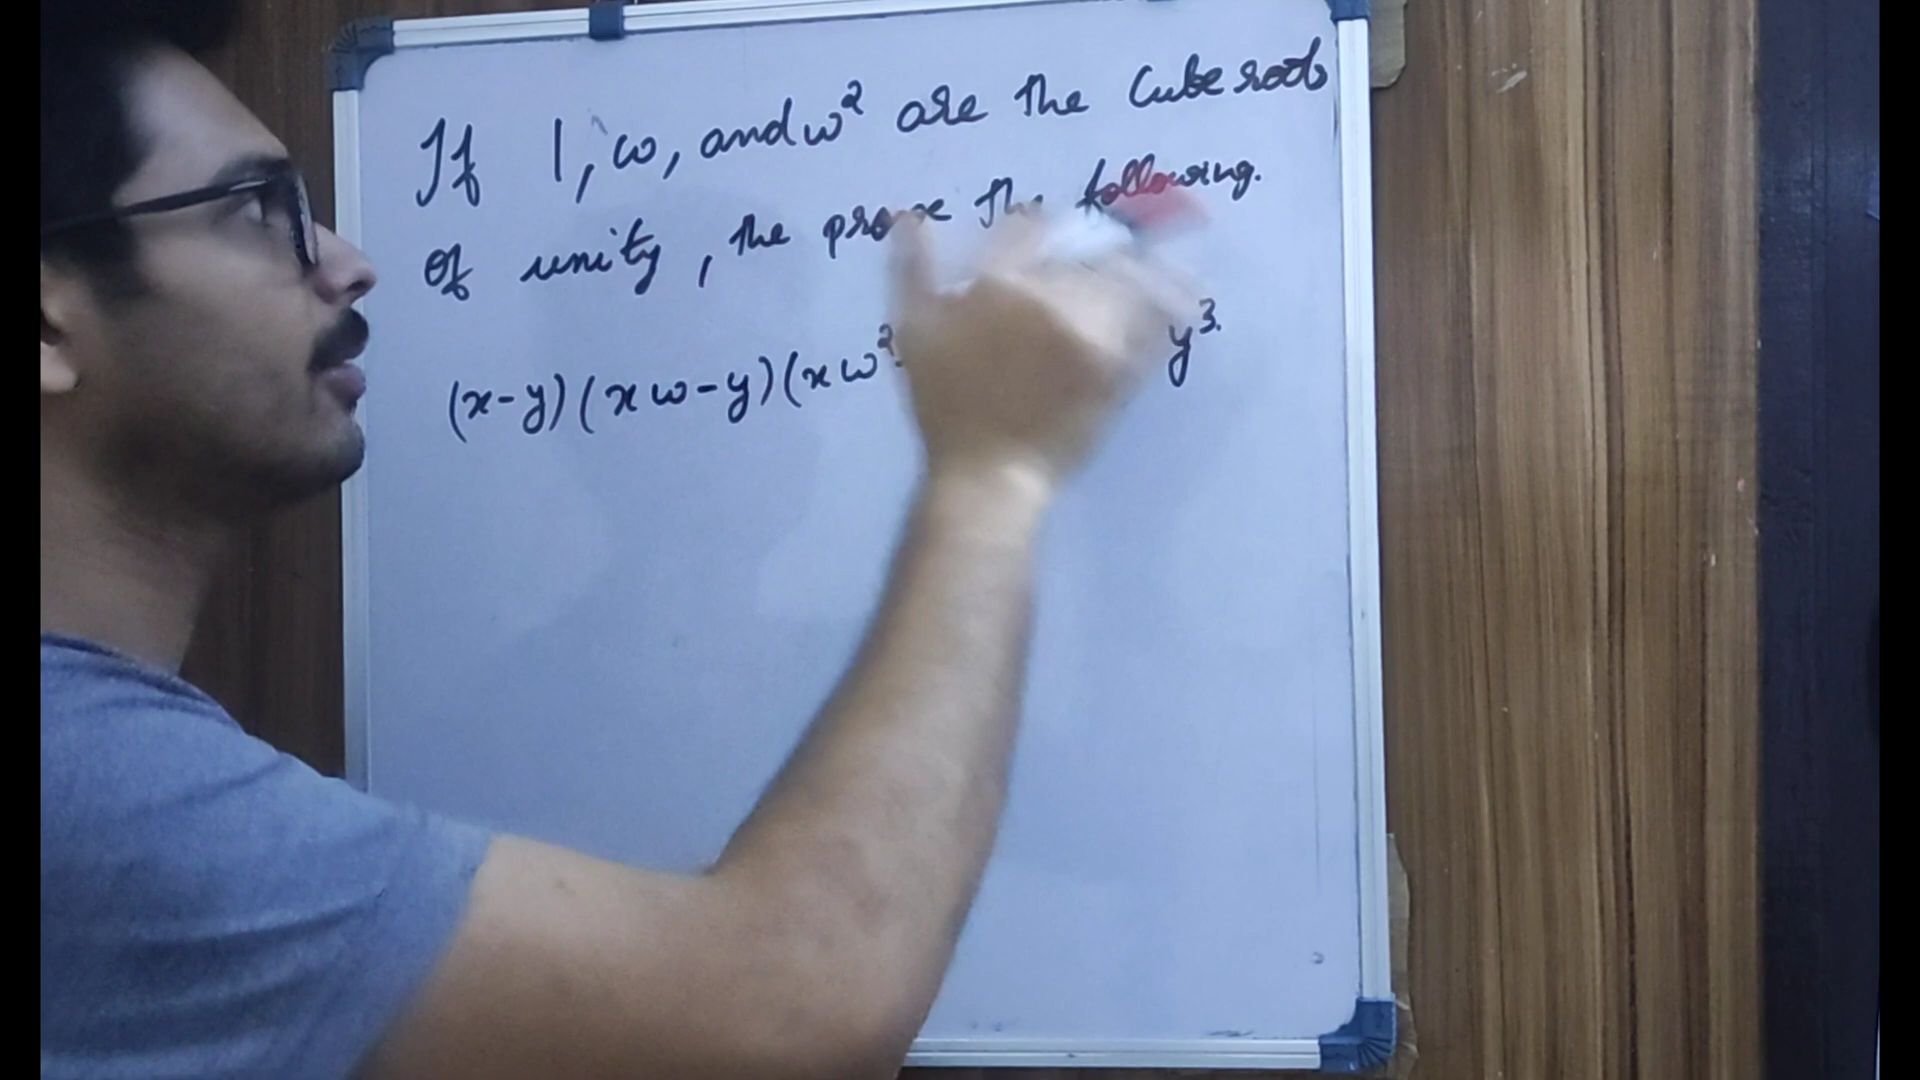 If 1, ω, and ω² are the Cube roots
of unity, the prove the following.
(x-y)(xω-y)(xω² y³.